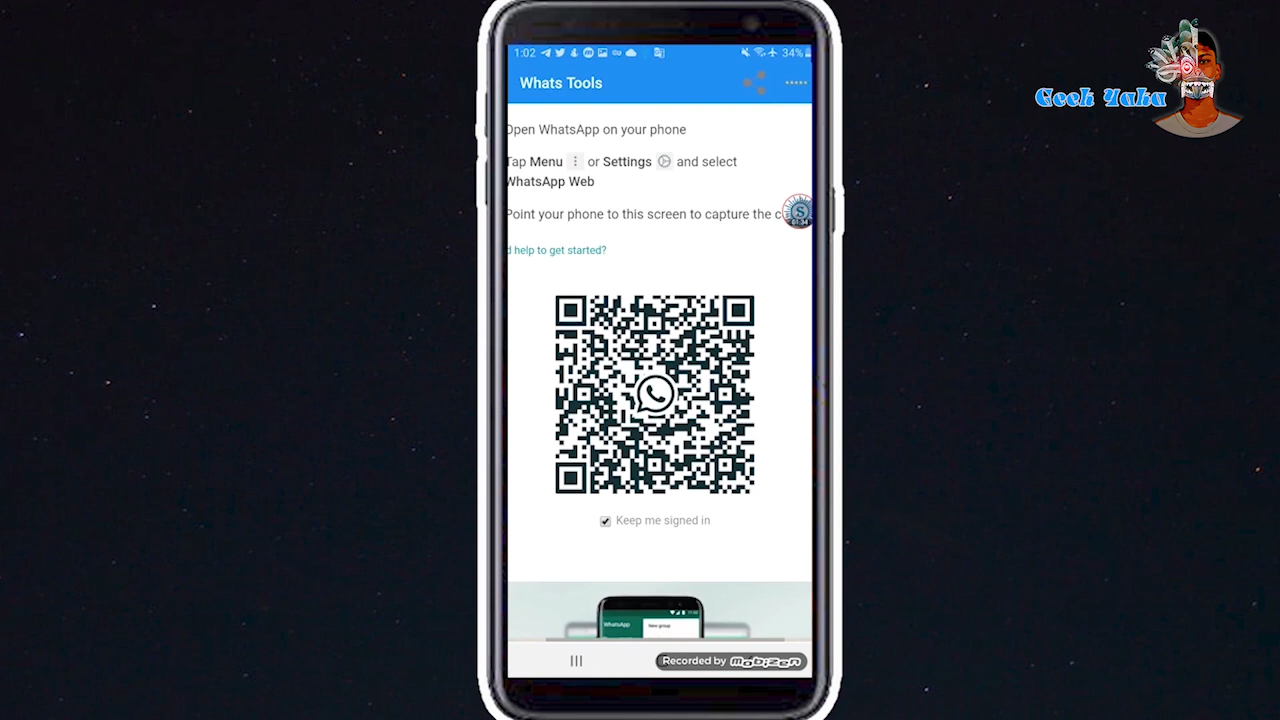 1:02
34%
Whats Tools
Geek Yaka
Open WhatsApp on your phone
Tap Menu or Settings and select
WhatsApp Web
Point your phone to this screen to capture the c
S
01:34
d help to get started?
Keep me signed in
WhatsApp
New group
Recorded by mobizen